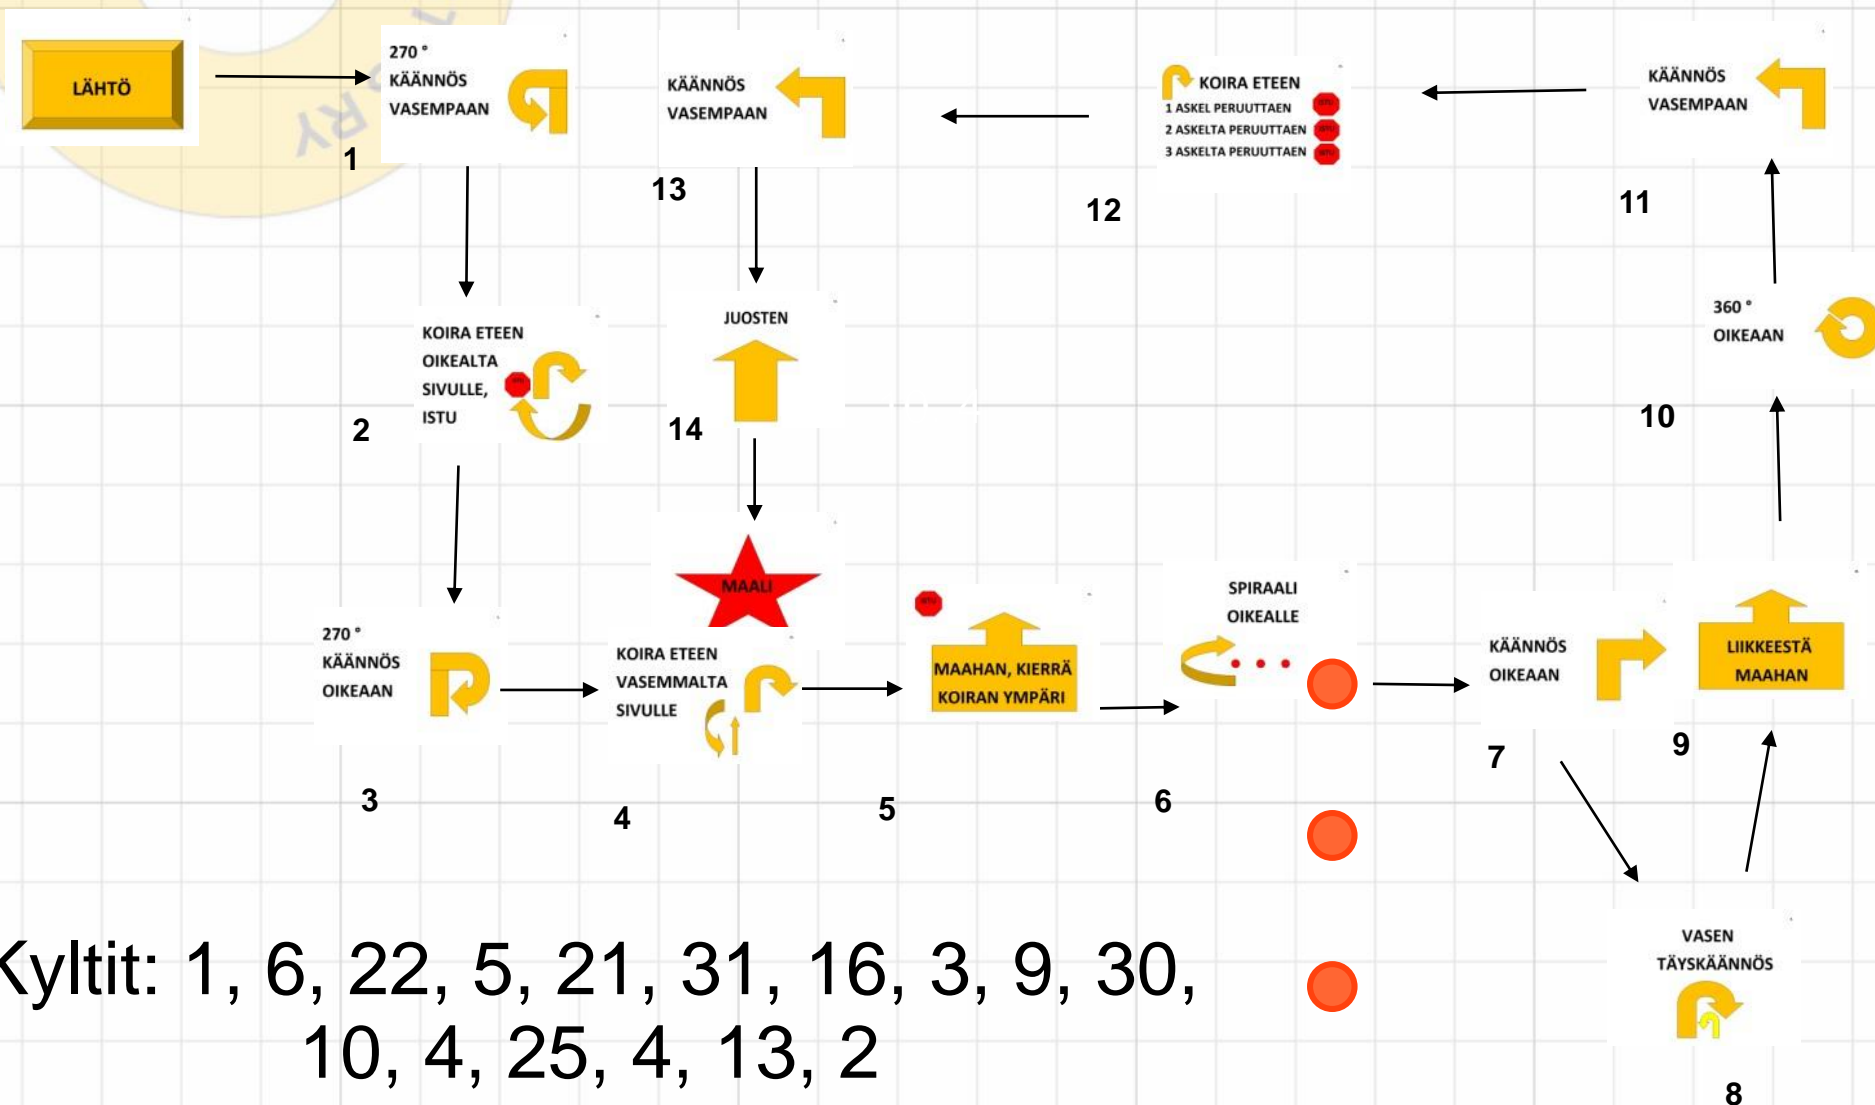 LÄHTÖ
270 °
KÄÄNNÖS
VASEMPAAN
1
KÄÄNNÖS
VASEMPAAN
13
KOIRA ETEEN
1 ASKEL PERUUTTAEN
2 ASKELTA PERUUTTAEN
3 ASKELTA PERUUTTAEN
12
KÄÄNNÖS
VASEMPAAN
11
KOIRA ETEEN
OIKEALTA
SIVULLE,
ISTU
2
JUOSTEN
14
360 °
OIKEAAN
10
MAALI
270 °
KÄÄNNÖS
OIKEAAN
3
KOIRA ETEEN
VASEMMALTA
SIVULLE
4
MAAHAN, KIERRÄ
KOIRAN YMPÄRI
5
SPIRAALI
OIKEALLE
6
KÄÄNNÖS
OIKEAAN
7
LIIKKEESTÄ
MAAHAN
9
VASEN
TÄYSKÄÄNNÖS
8
Kyltit: 1, 6, 22, 5, 21, 31, 16, 3, 9, 30,
10, 4, 25, 4, 13, 2
RY